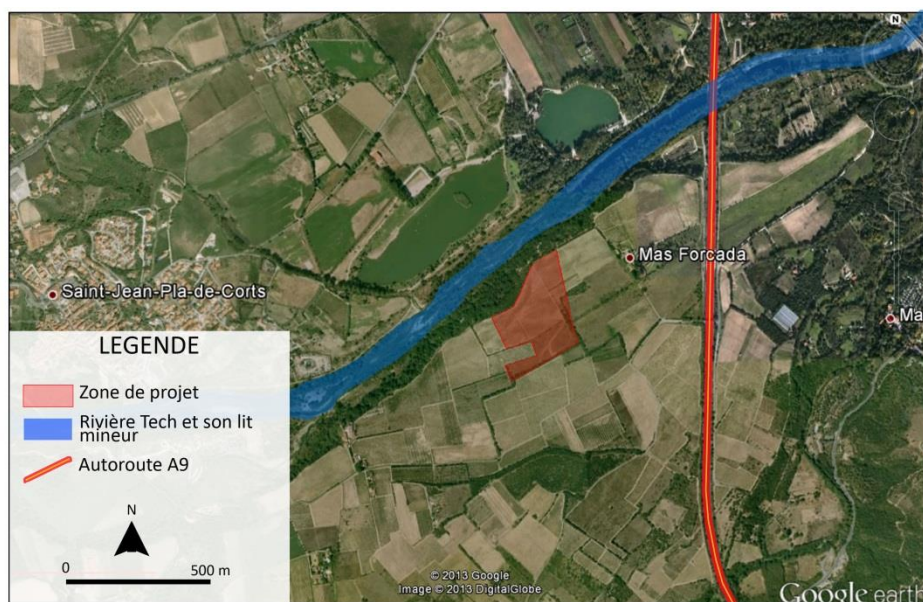 N
Mas Forcada
Saint-Jean-Pla-de-Corts
Ma
LEGENDE
Zone de projet
Rivière Tech et son lit
mineur
Autoroute A9
N
0 500 m
© 2013 Google
Image © 2013 DigitalGlobe
Google earth